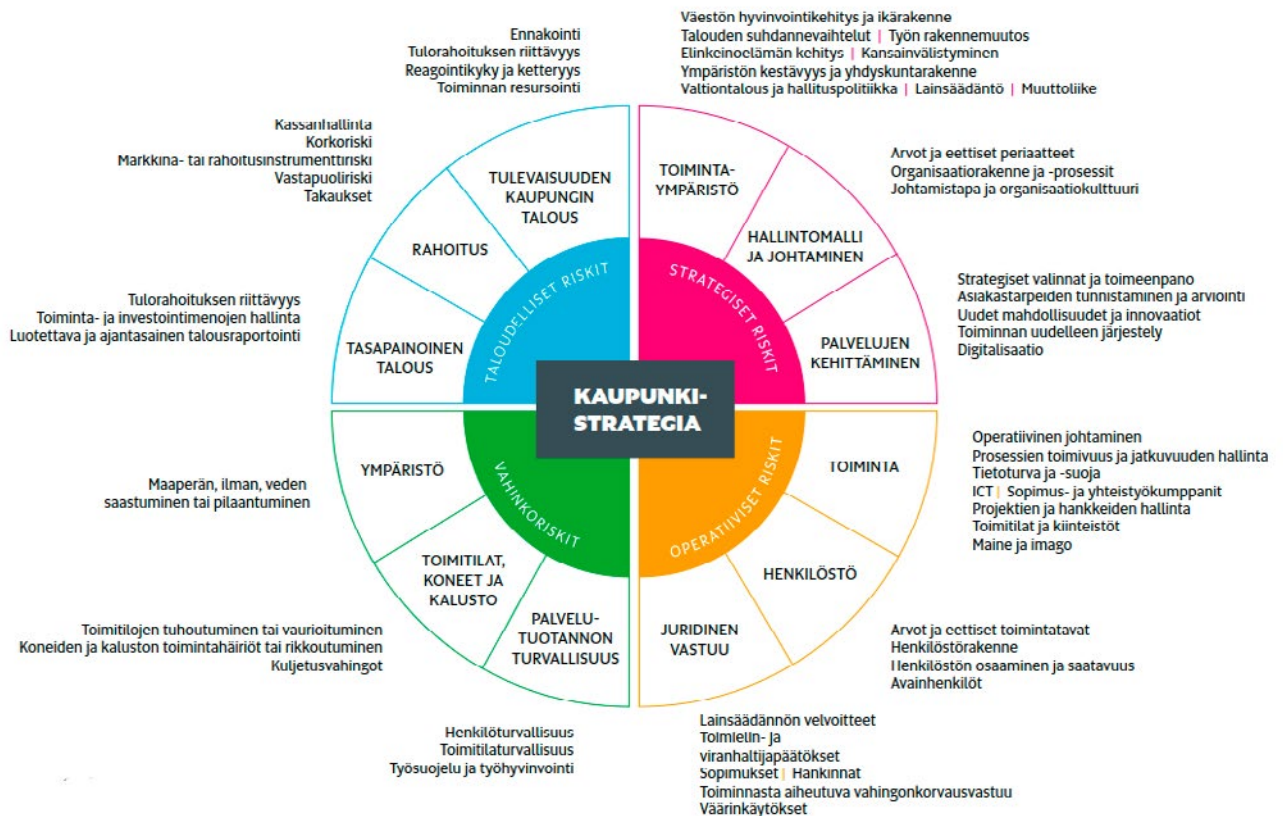 Ennakointi
Tulorahoituksen riittävyys
Reagointikyky ja ketteryys
Toiminnan resursointi
Väestön hyvinvointikehitys ja ikärakenne
Talouden suhdannevaihtelut | Työn rakennemuutos
Elinkeinoelämän kehitys | Kansainvälistyminen
Ympäristön kestävyys ja yhdyskuntarakenne
Valtiontalous ja hallituspolitiikka | Lainsäädäntö | Muuttoliike
Kassanhallinta
Korkoriski
Markkina- tai rahoitusinstrumenttiriski
Vastapuoliriski
Takaukset
Arvot ja eettiset periaatteet
Organisaatiorakenne ja -prosessit
Johtamistapa ja organisaatiokulttuuri
TULEVAISUUDEN
KAUPUNGIN
TALOUS
TOIMINTA-
YMPÄRISTÖ
RAHOITUS
HALLINTOMALLI
JA JOHTAMINEN
TALOUDELLISET RISKIT
STRATEGISET RISKIT
Tulorahoituksen riittävyys
Toiminta- ja investointimenojen hallinta
Luotettava ja ajantasainen talousraportointi
Strategiset valinnat ja toimeenpano
Asiakastarpeiden tunnistaminen ja arviointi
Uudet mahdollisuudet ja innovaatiot
Toiminnan uudelleen järjestely
Digitalisaatio
TASAPAINOINEN
TALOUS
PALVELUJEN
KEHITTÄMINEN
KAUPUNKI-
STRATEGIA
YMPÄRISTÖ
TOIMINTA
Maaperän, ilman, veden
saastuminen tai pilaantuminen
Operatiivinen johtaminen
Prosessien toimivuus ja jatkuvuuden hallinta
Tietoturva ja -suoja
ICT | Sopimus- ja yhteistyökumppanit
Projektien ja hankkeiden hallinta
Toimitilat ja kiinteistöt
Maine ja imago
VAHINKORISKIT
OPERATIIVISET RISKIT
TOIMITILAT,
KONEET JA
KALUSTO
HENKILÖSTÖ
PALVELU-
TUOTANNON
TURVALLISUUS
JURIDINEN
VASTUU
Toimitilojen tuhoutuminen tai vaurioituminen
Koneiden ja kaluston toimintahäiriöt tai rikkoutuminen
Kuljetusvahingot
Arvot ja eettiset toimintatavat
Henkilöstörakenne
Henkilöstön osaaminen ja saatavuus
Avainhenkilöt
Henkilöturvallisuus
Toimitilaturvallisuus
Työsuojelu ja työhyvinvointi
Lainsäädännön velvoitteet
Toimielin- ja
viranhaltijapäätökset
Sopimukset | Hankinnat
Toiminnasta aiheutuva vahingonkorvausvastuu
Väärinkäytökset